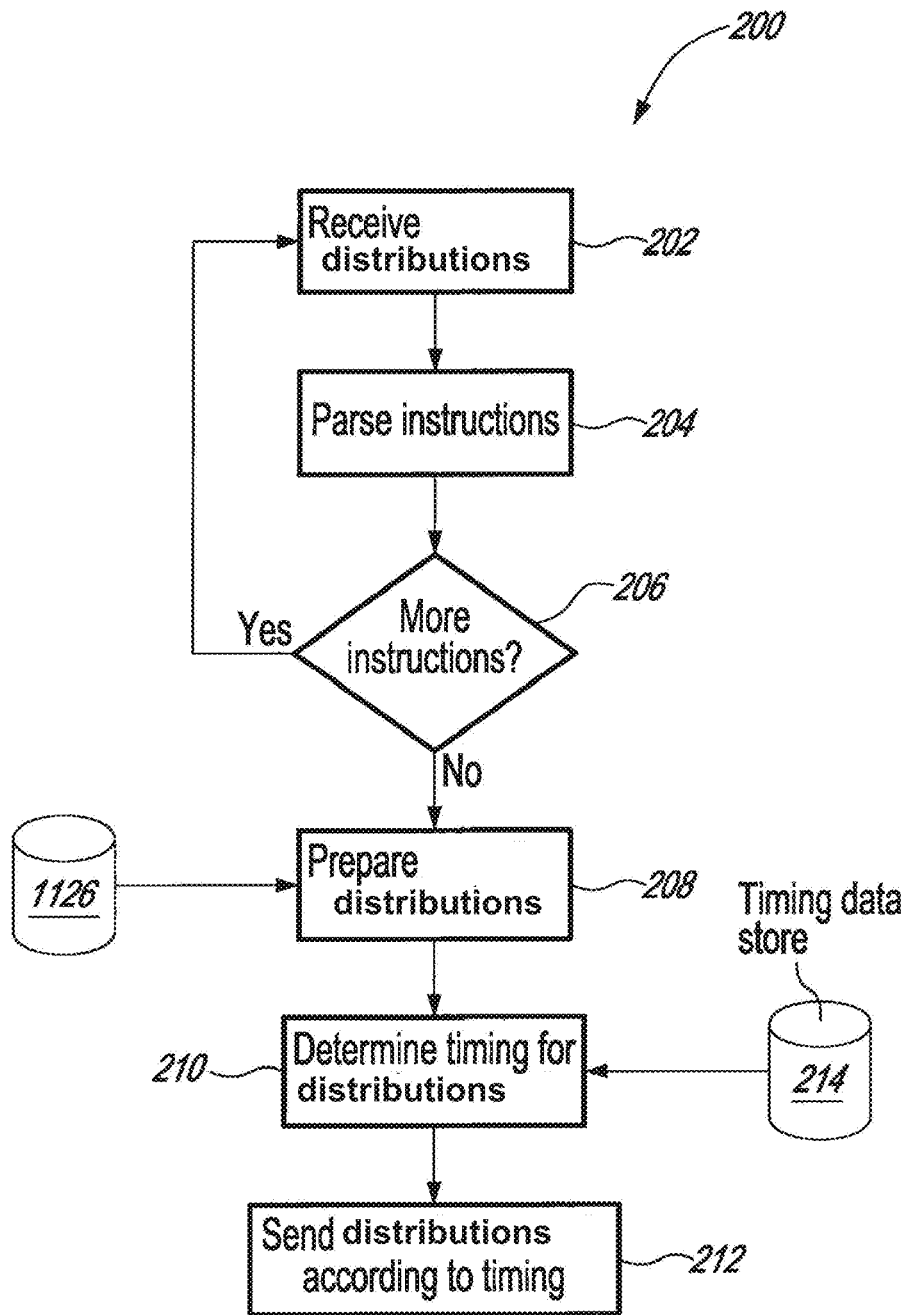 200
Receive
distributions
202
Parse instructions
204
206
More
instructions?
Yes
No
1126
Prepare
distributions
208
Timing data
store
210
Determine timing for
distributions
214
Send distributions
according to timing
212